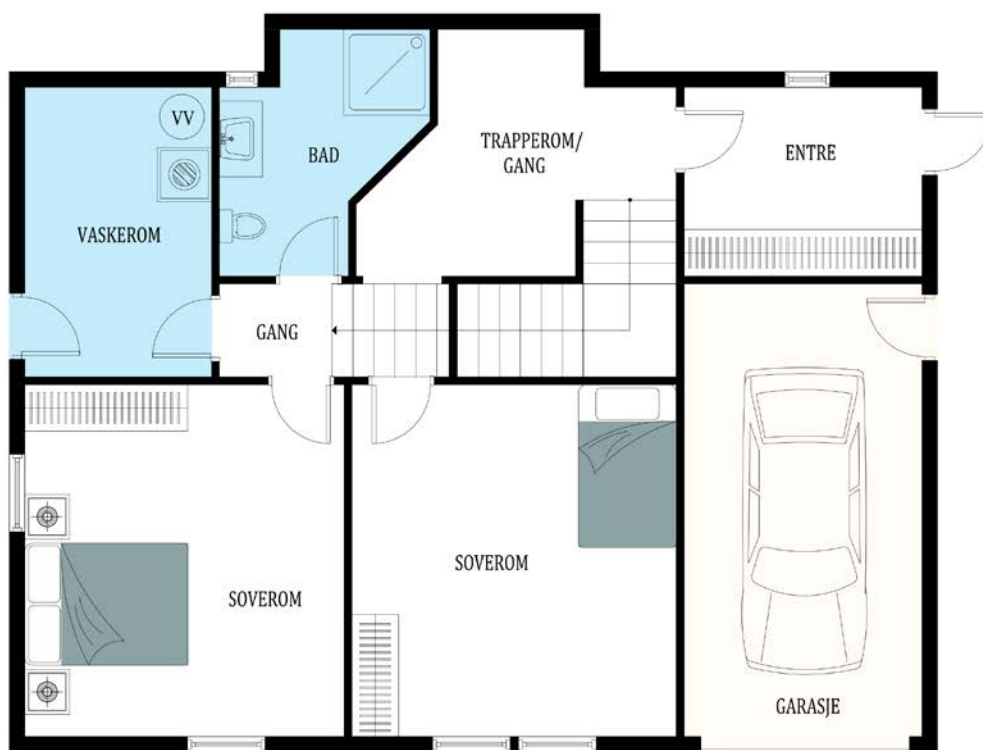 VV
BAD
TRAPPEROM/
GANG
ENTRE
VASKEROM
GANG
SOVEROM
SOVEROM
GARASJE